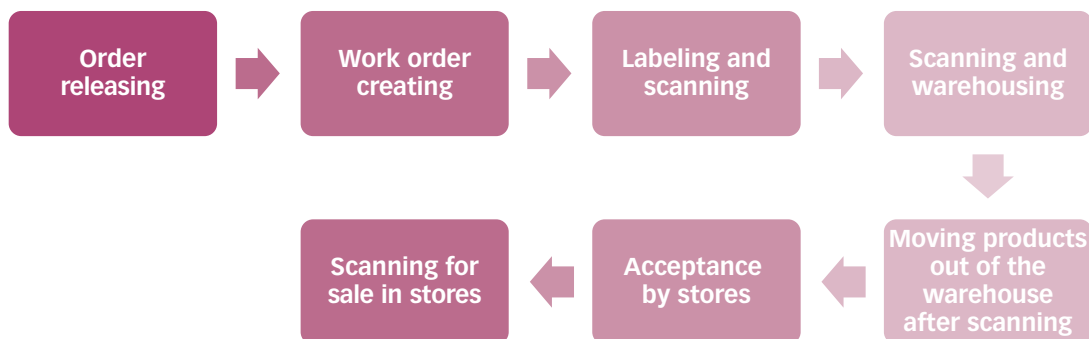 Order
releasing
Work order
creating
Labeling and
scanning
Scanning and
warehousing
Moving products
out of the
warehouse
after scanning
Acceptance
by stores
Scanning for
sale in stores